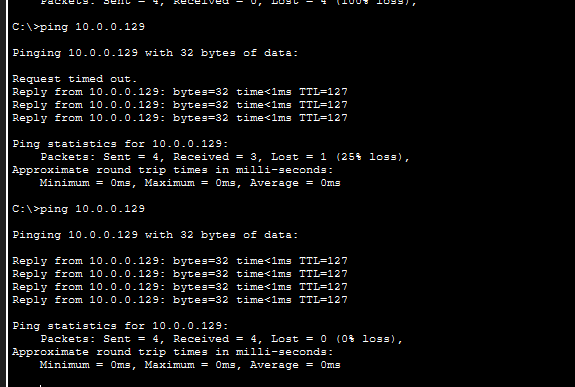 Packets: Sent = 4, Received = 0, Lost = 4 (100% loss),
C:\>ping 10.0.0.129
Pinging 10.0.0.129 with 32 bytes of data:
Request timed out.
Reply from 10.0.0.129: bytes=32 time<1ms TTL=127
Reply from 10.0.0.129: bytes=32 time<1ms TTL=127
Reply from 10.0.0.129: bytes=32 time<1ms TTL=127
Ping statistics for 10.0.0.129:
Packets: Sent = 4, Received = 3, Lost = 1 (25% loss),
Approximate round trip times in milli-seconds:
Minimum = 0ms, Maximum = 0ms, Average = 0ms
C:\>ping 10.0.0.129
Pinging 10.0.0.129 with 32 bytes of data:
Reply from 10.0.0.129: bytes=32 time<1ms TTL=127
Reply from 10.0.0.129: bytes=32 time<1ms TTL=127
Reply from 10.0.0.129: bytes=32 time<1ms TTL=127
Reply from 10.0.0.129: bytes=32 time<1ms TTL=127
Ping statistics for 10.0.0.129:
Packets: Sent = 4, Received = 4, Lost = 0 (0% loss),
Approximate round trip times in milli-seconds:
Minimum = 0ms, Maximum = 0ms, Average = 0ms